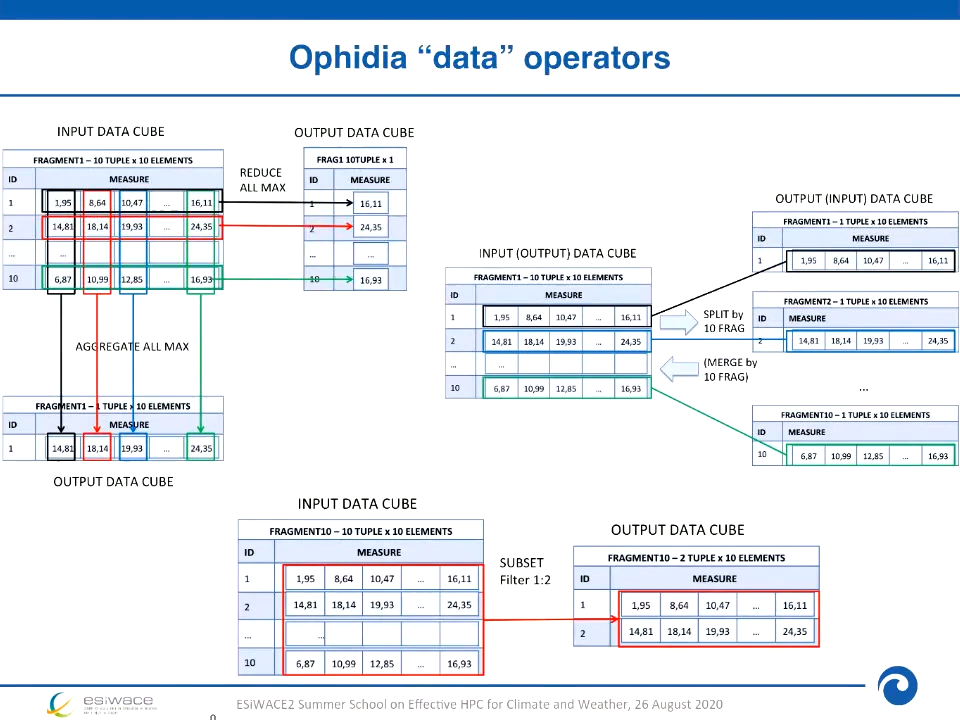 Ophidia “data” operators
INPUT DATA CUBE
FRAGMENT1 – 10 TUPLE x 10 ELEMENTS
ID MEASURE
1 1,95 8,64 10,47 ... 16,11
2 14,81 18,14 19,93 ... 24,35
... ...
10 6,87 10,99 12,85 ... 16,93
REDUCE
ALL MAX
OUTPUT DATA CUBE
FRAG1 10TUPLE x 1
ID MEASURE
1 16,11
2 24,35
... ...
10 16,93
AGGREGATE ALL MAX
FRAGMENT1 – 1 TUPLE x 10 ELEMENTS
ID MEASURE
1 14,81 18,14 19,93 ... 24,35
OUTPUT DATA CUBE
INPUT (OUTPUT) DATA CUBE
FRAGMENT1 – 10 TUPLE x 10 ELEMENTS
ID MEASURE
1 1,95 8,64 10,47 ... 16,11
2 14,81 18,14 19,93 ... 24,35
... ...
10 6,87 10,99 12,85 ... 16,93
SPLIT by
10 FRAG
(MERGE by
10 FRAG)
OUTPUT (INPUT) DATA CUBE
FRAGMENT1 – 1 TUPLE x 10 ELEMENTS
ID MEASURE
1 1,95 8,64 10,47 ... 16,11
FRAGMENT2 – 1 TUPLE x 10 ELEMENTS
ID MEASURE
2 14,81 18,14 19,93 ... 24,35
...
FRAGMENT10 – 1 TUPLE x 10 ELEMENTS
ID MEASURE
10 6,87 10,99 12,85 ... 16,93
INPUT DATA CUBE
FRAGMENT10 – 10 TUPLE x 10 ELEMENTS
ID MEASURE
1 1,95 8,64 10,47 ... 16,11
2 14,81 18,14 19,93 ... 24,35
... ...
10 6,87 10,99 12,85 ... 16,93
SUBSET
Filter 1:2
OUTPUT DATA CUBE
FRAGMENT10 – 2 TUPLE x 10 ELEMENTS
ID MEASURE
1 1,95 8,64 10,47 ... 16,11
2 14,81 18,14 19,93 ... 24,35
esiwace
ESiWACE2 Summer School on Effective HPC for Climate and Weather, 26 August 2020